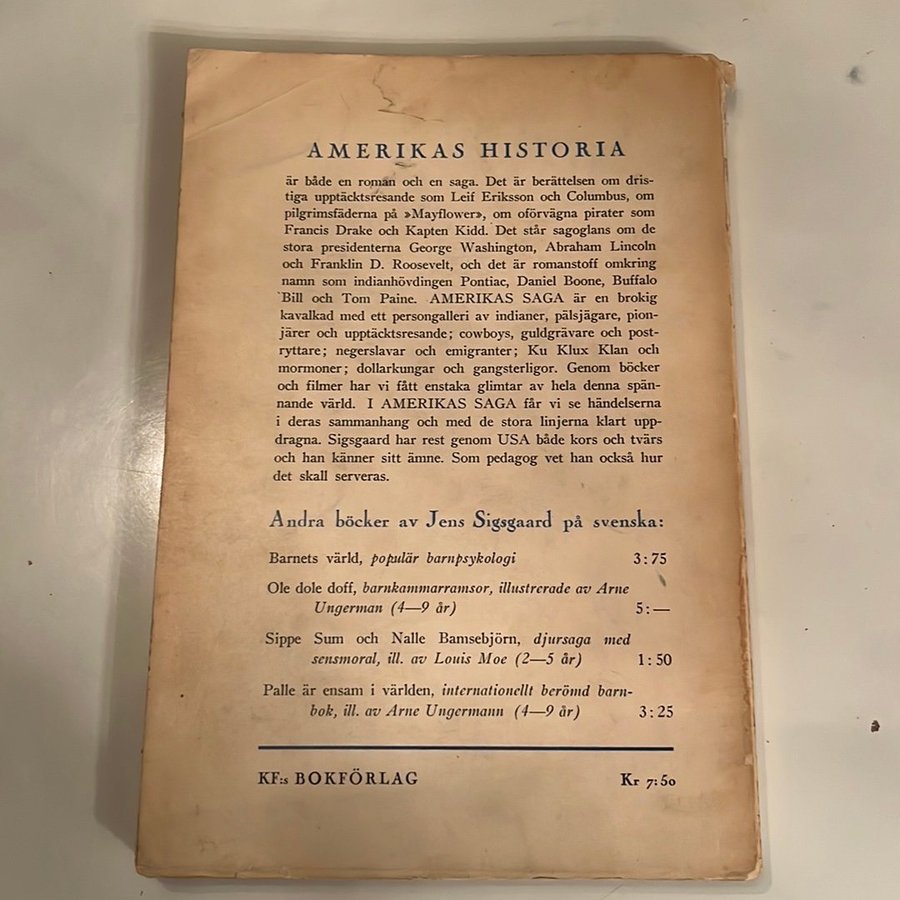 AMERIKAS HISTORIA
är både en roman och en saga. Det är berättelsen om dris-
tiga upptäcktsresande som Leif Eriksson och Columbus, om
pilgrimsfäderna på »Mayflower», om oförvägna pirater som
Francis Drake och Kapten Kidd. Det står sagoglans om de
stora presidenterna George Washington, Abraham Lincoln
och Franklin D. Roosevelt, och det är romanstoff omkring
namn som indianhövdingen Pontiac, Daniel Boone, Buffalo
Bill och Tom Paine. AMERIKAS SAGA är en brokig
kavalkad med ett persongalleri av indianer, pälsjägare, pion-
järer och upptäcktsresande; cowboys, guldgrävare och post-
ryttare; negerslavar och emigranter; Ku Klux Klan och
mormoner; dollarkungar och gangsterligor. Genom böcker
och filmer har vi fått enstaka glimtar av hela denna spän-
nande värld. I AMERIKAS SAGA får vi se händelserna
i deras sammanhang och med de stora linjerna klart upp-
dragna. Sigsgaard har rest genom USA både kors och tvärs
och han känner sitt ämne. Som pedagog vet han också hur
det skall serveras.
Andra böcker av Jens Sigsgaard på svenska:
Barnets värld, populär barnpsykologi 3:75
Ole dole doff, barnkammarramsor, illustrerade av Arne
Ungerman (4—9 år) 5:—
Sippe Sum och Nalle Bamsebjörn, djursaga med
sensmoral, ill. av Louis Moe (2—5 år) 1:50
Palle är ensam i världen, internationellt berömd barn-
bok, ill. av Arne Ungermann (4—9 år) 3:25
KF:s BOKFÖRLAG Kr 7:50